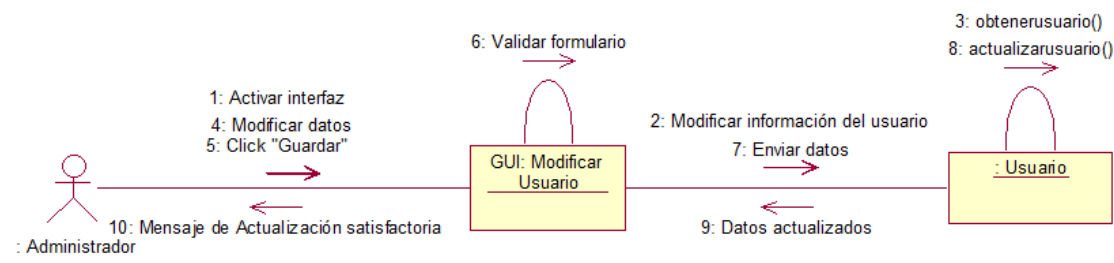 3: obtenerusuario()
6: Validar formulario
8: actualizarusuario()
1: Activar interfaz
4: Modificar datos
2: Modificar información del usuario
5: Click "Guardar"
7: Enviar datos
GUI: Modificar
Usuario
: Usuario
10: Mensaje de Actualización satisfactoria
9: Datos actualizados
: Administrador